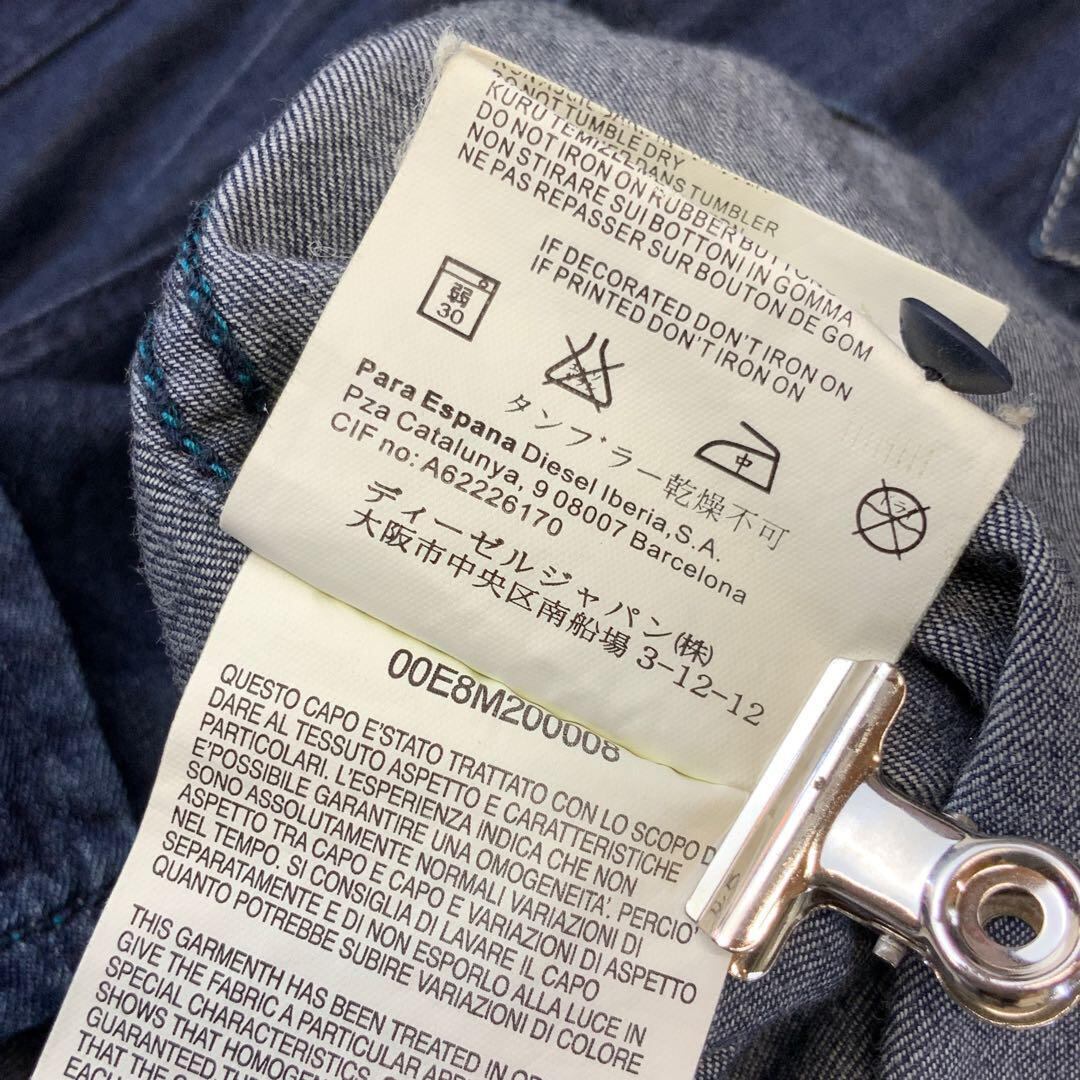 DO NOT TUMBLE DRY
KURU TEMIZ
TRANS TUMBLER
DO NOT IRON ON RUBBER BUTTON
NON STIRARE SUI BOTTONI IN GOMMA
NE PAS REPASSER SUR BOUTON DE GOM
IF DECORATED DON'T IRON ON
IF PRINTED DON'T IRON ON
弱
30
中
タンブラー乾燥不可
Para Espana Diesel Iberia,S.A.
Pza Catalunya, 9 08007 Barcelona
CIF no: A62226170
ディーゼルジャパン(株)
大阪市中央区南船場 3-12-12
00E8M200008
QUESTO CAPO E'STATO TRATTATO CON LO SCOPO D
DARE AL TESSUTO ASPETTO E CARATTERISTICHE
PARTICOLARI. L'ESPERIENZA INDICA CHE NON
E'POSSIBILE GARANTIRE UNA OMOGENEITA'. PERCIO'
SONO ASSOLUTAMENTE NORMALI VARIAZIONI DI
ASPETTO TRA CAPO E CAPO E VARIAZIONI DI ASPETTO
NEL TEMPO. SI CONSIGLIA DI LAVARE IL CAPO
SEPARATAMENTE E DI NON ESPORLO ALLA LUCE IN
QUANTO POTREBBE SUBIRE VARIAZIONI DI COLORE
THIS GARMENTH HAS BEEN TREATED IN OR
GIVE THE FABRIC A PARTICULAR APP
SPECIAL CHARACTERISTICS.
SHOWS THAT HOMOGEN
GUARANTEED.THE
THAT THE G
EACH